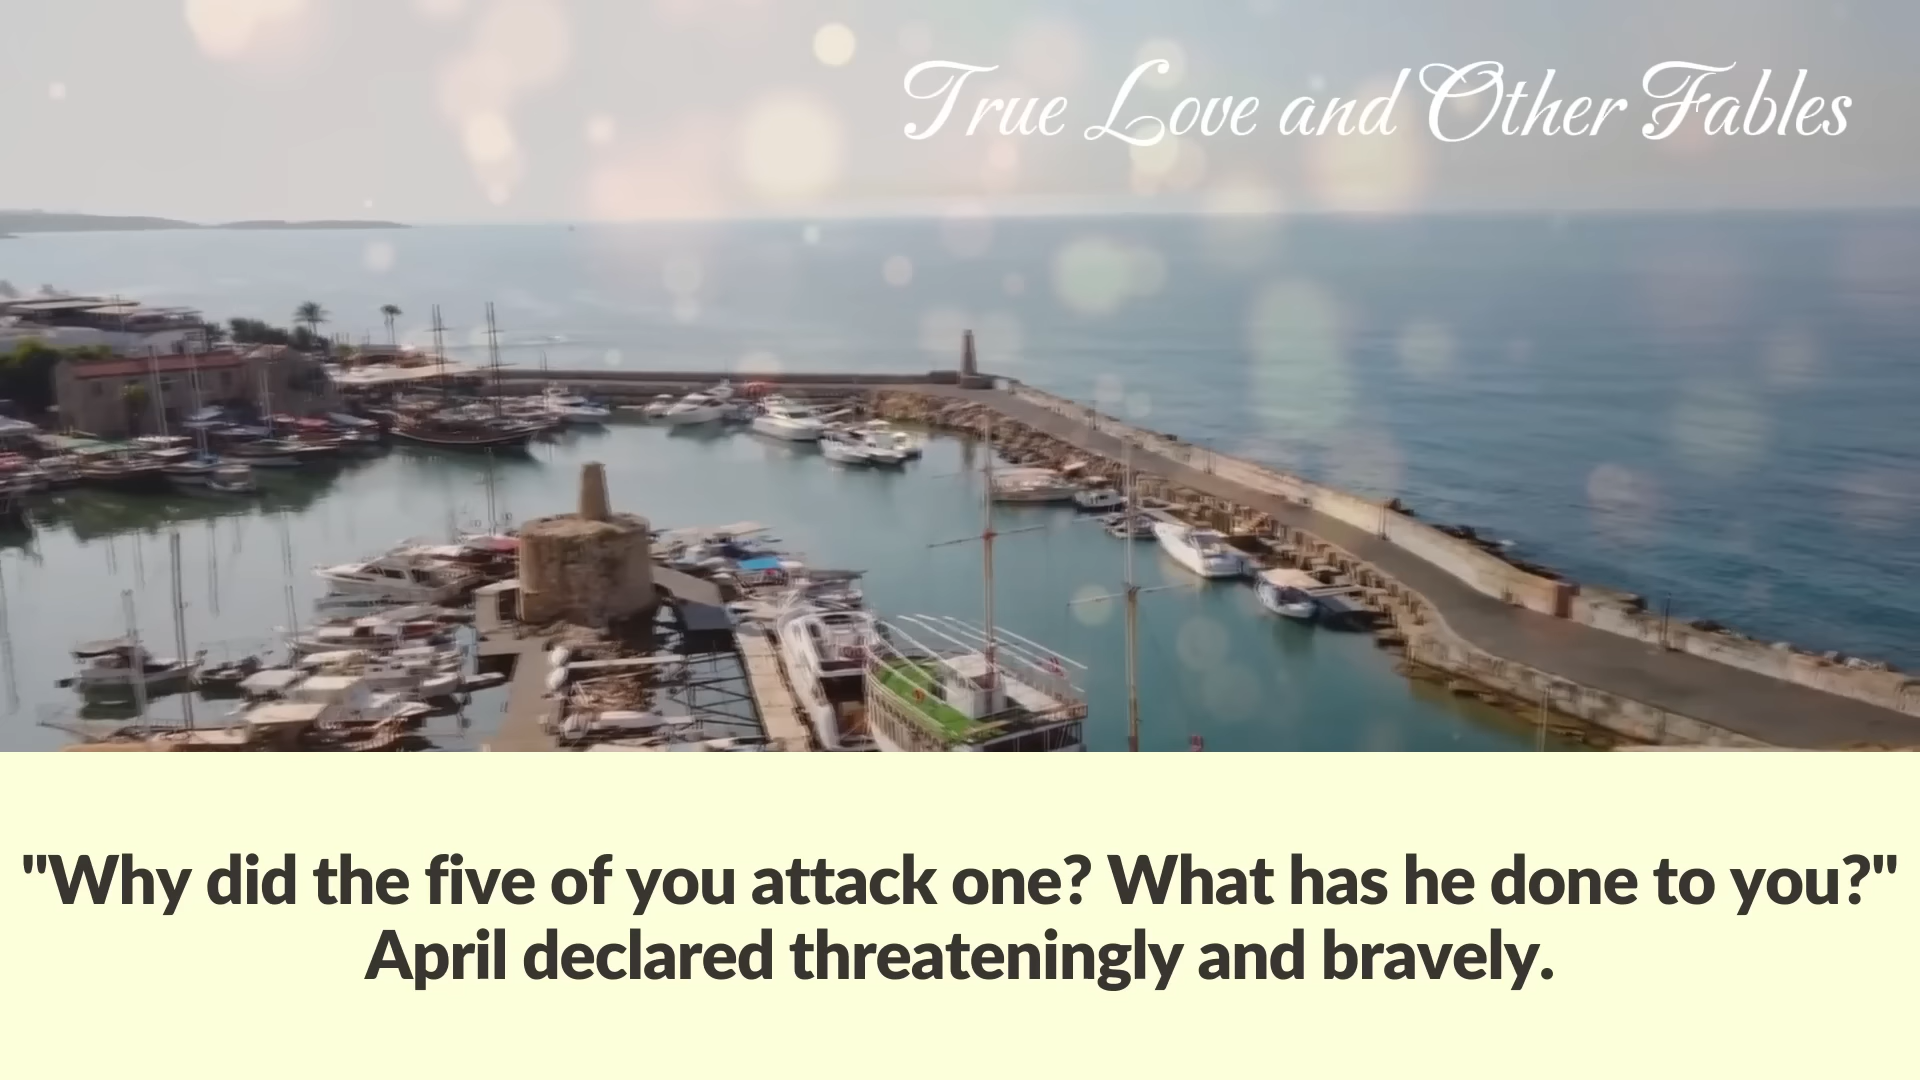 True Love and Other Fables
"Why did the five of you attack one? What has he done to you?"
April declared threateningly and bravely.